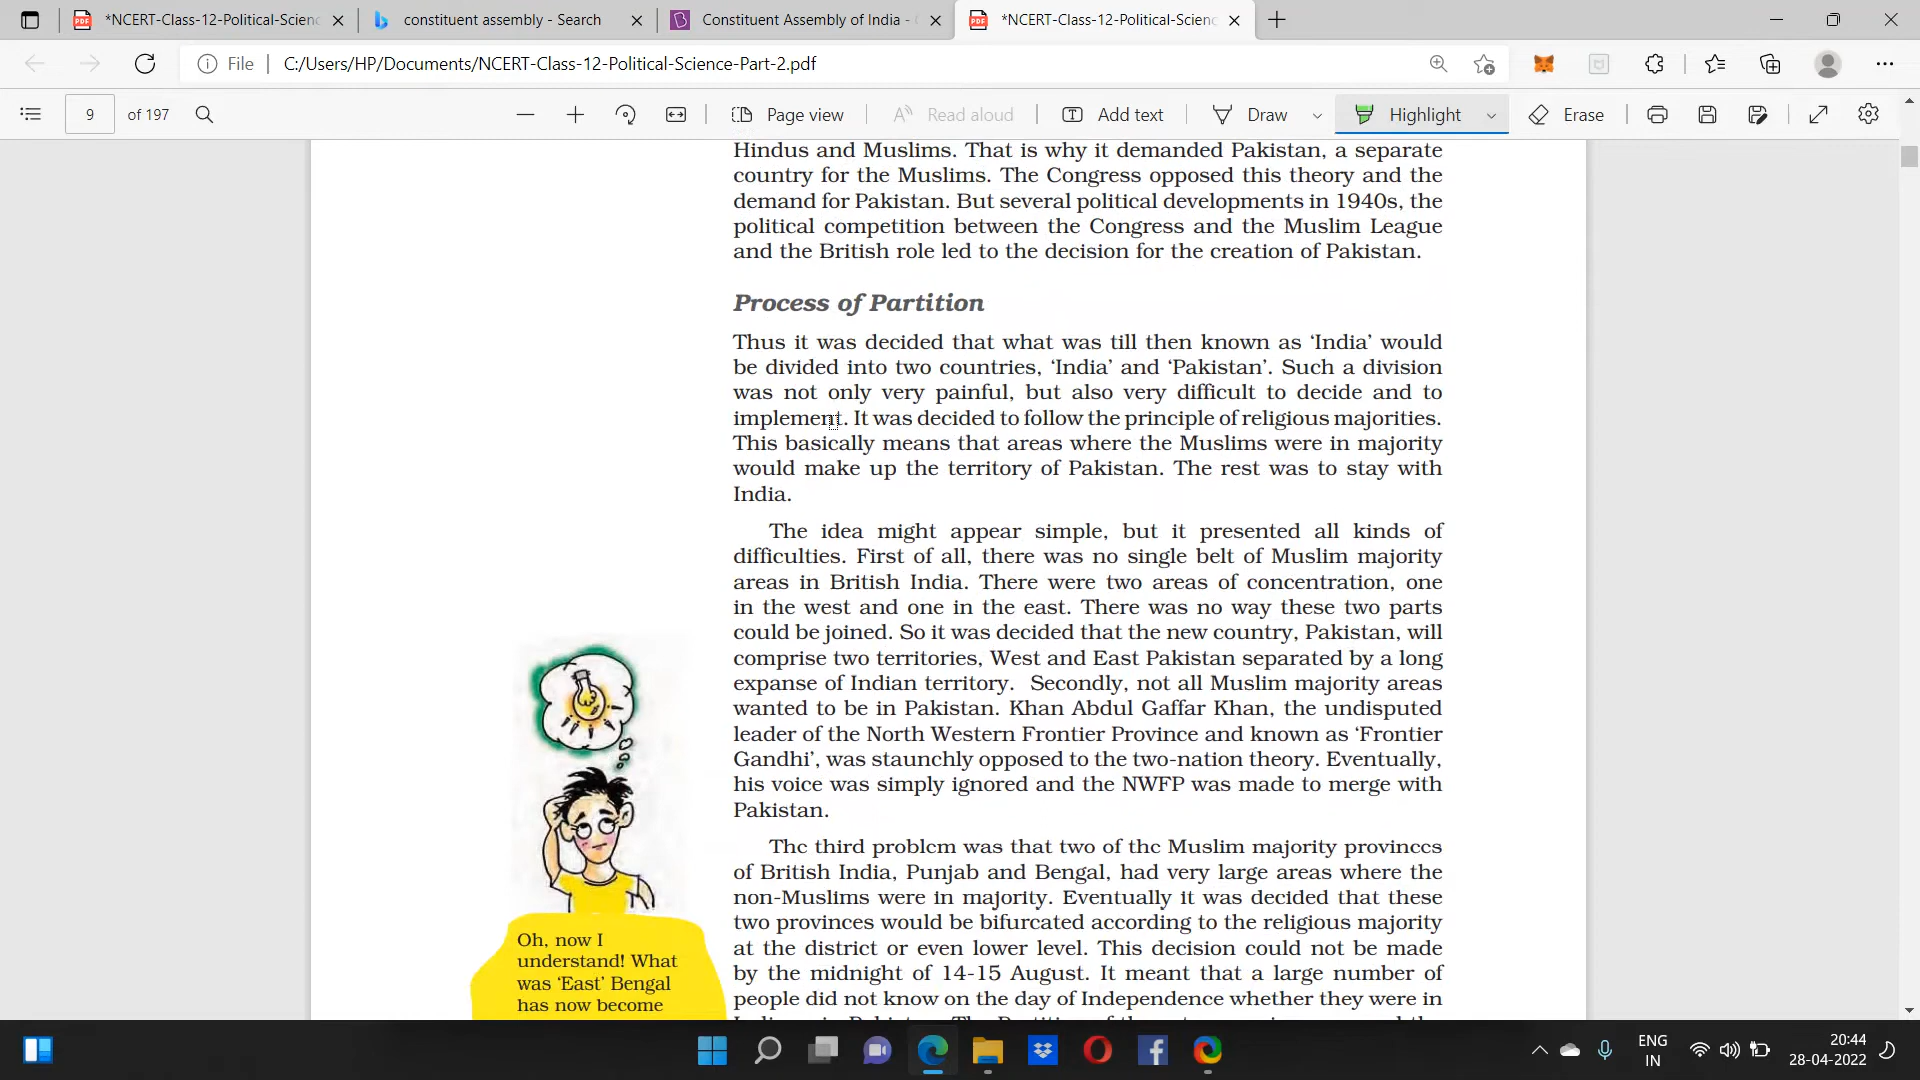 *NCERT-Class-12-Political-Scienc
constituent assembly - Search
Constituent Assembly of India -
*NCERT-Class-12-Political-Scienc
File
C:/Users/HP/Documents/NCERT-Class-12-Political-Science-Part-2.pdf
9 of 197
Page view
Read aloud
Add text
Draw
Highlight
Erase
Hindus and Muslims. That is why it demanded Pakistan, a separate
country for the Muslims. The Congress opposed this theory and the
demand for Pakistan. But several political developments in 1940s, the
political competition between the Congress and the Muslim League
and the British role led to the decision for the creation of Pakistan.
Process of Partition
Thus it was decided that what was till then known as ‘India’ would
be divided into two countries, ‘India’ and ‘Pakistan’. Such a division
was not only very painful, but also very difficult to decide and to
implement. It was decided to follow the principle of religious majorities.
This basically means that areas where the Muslims were in majority
would make up the territory of Pakistan. The rest was to stay with
India.
The idea might appear simple, but it presented all kinds of
difficulties. First of all, there was no single belt of Muslim majority
areas in British India. There were two areas of concentration, one
in the west and one in the east. There was no way these two parts
could be joined. So it was decided that the new country, Pakistan, will
comprise two territories, West and East Pakistan separated by a long
expanse of Indian territory. Secondly, not all Muslim majority areas
wanted to be in Pakistan. Khan Abdul Gaffar Khan, the undisputed
leader of the North Western Frontier Province and known as ‘Frontier
Gandhi’, was staunchly opposed to the two-nation theory. Eventually,
his voice was simply ignored and the NWFP was made to merge with
Pakistan.
The third problem was that two of the Muslim majority provinces
of British India, Punjab and Bengal, had very large areas where the
non-Muslims were in majority. Eventually it was decided that these
two provinces would be bifurcated according to the religious majority
at the district or even lower level. This decision could not be made
by the midnight of 14-15 August. It meant that a large number of
people did not know on the day of Independence whether they were in
Oh, now I
understand! What
was ‘East’ Bengal
has now become
ENG
IN
20:44
28-04-2022